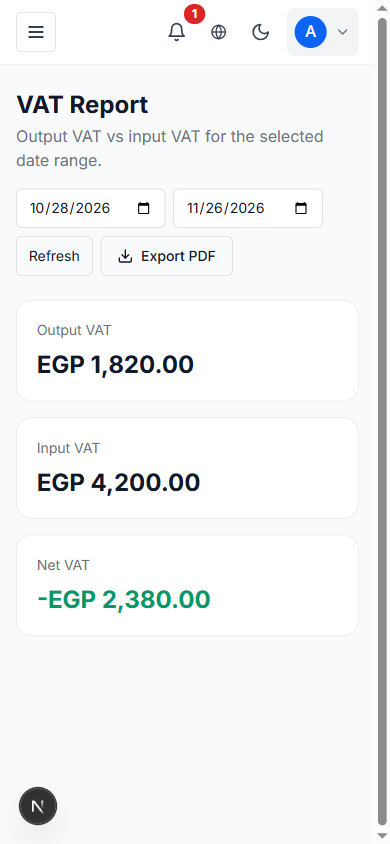 1
A
VAT Report
Output VAT vs input VAT for the selected
date range.
10/28/2026
11/26/2026
Refresh
Export PDF
Output VAT
EGP 1,820.00
Input VAT
EGP 4,200.00
Net VAT
-EGP 2,380.00
N